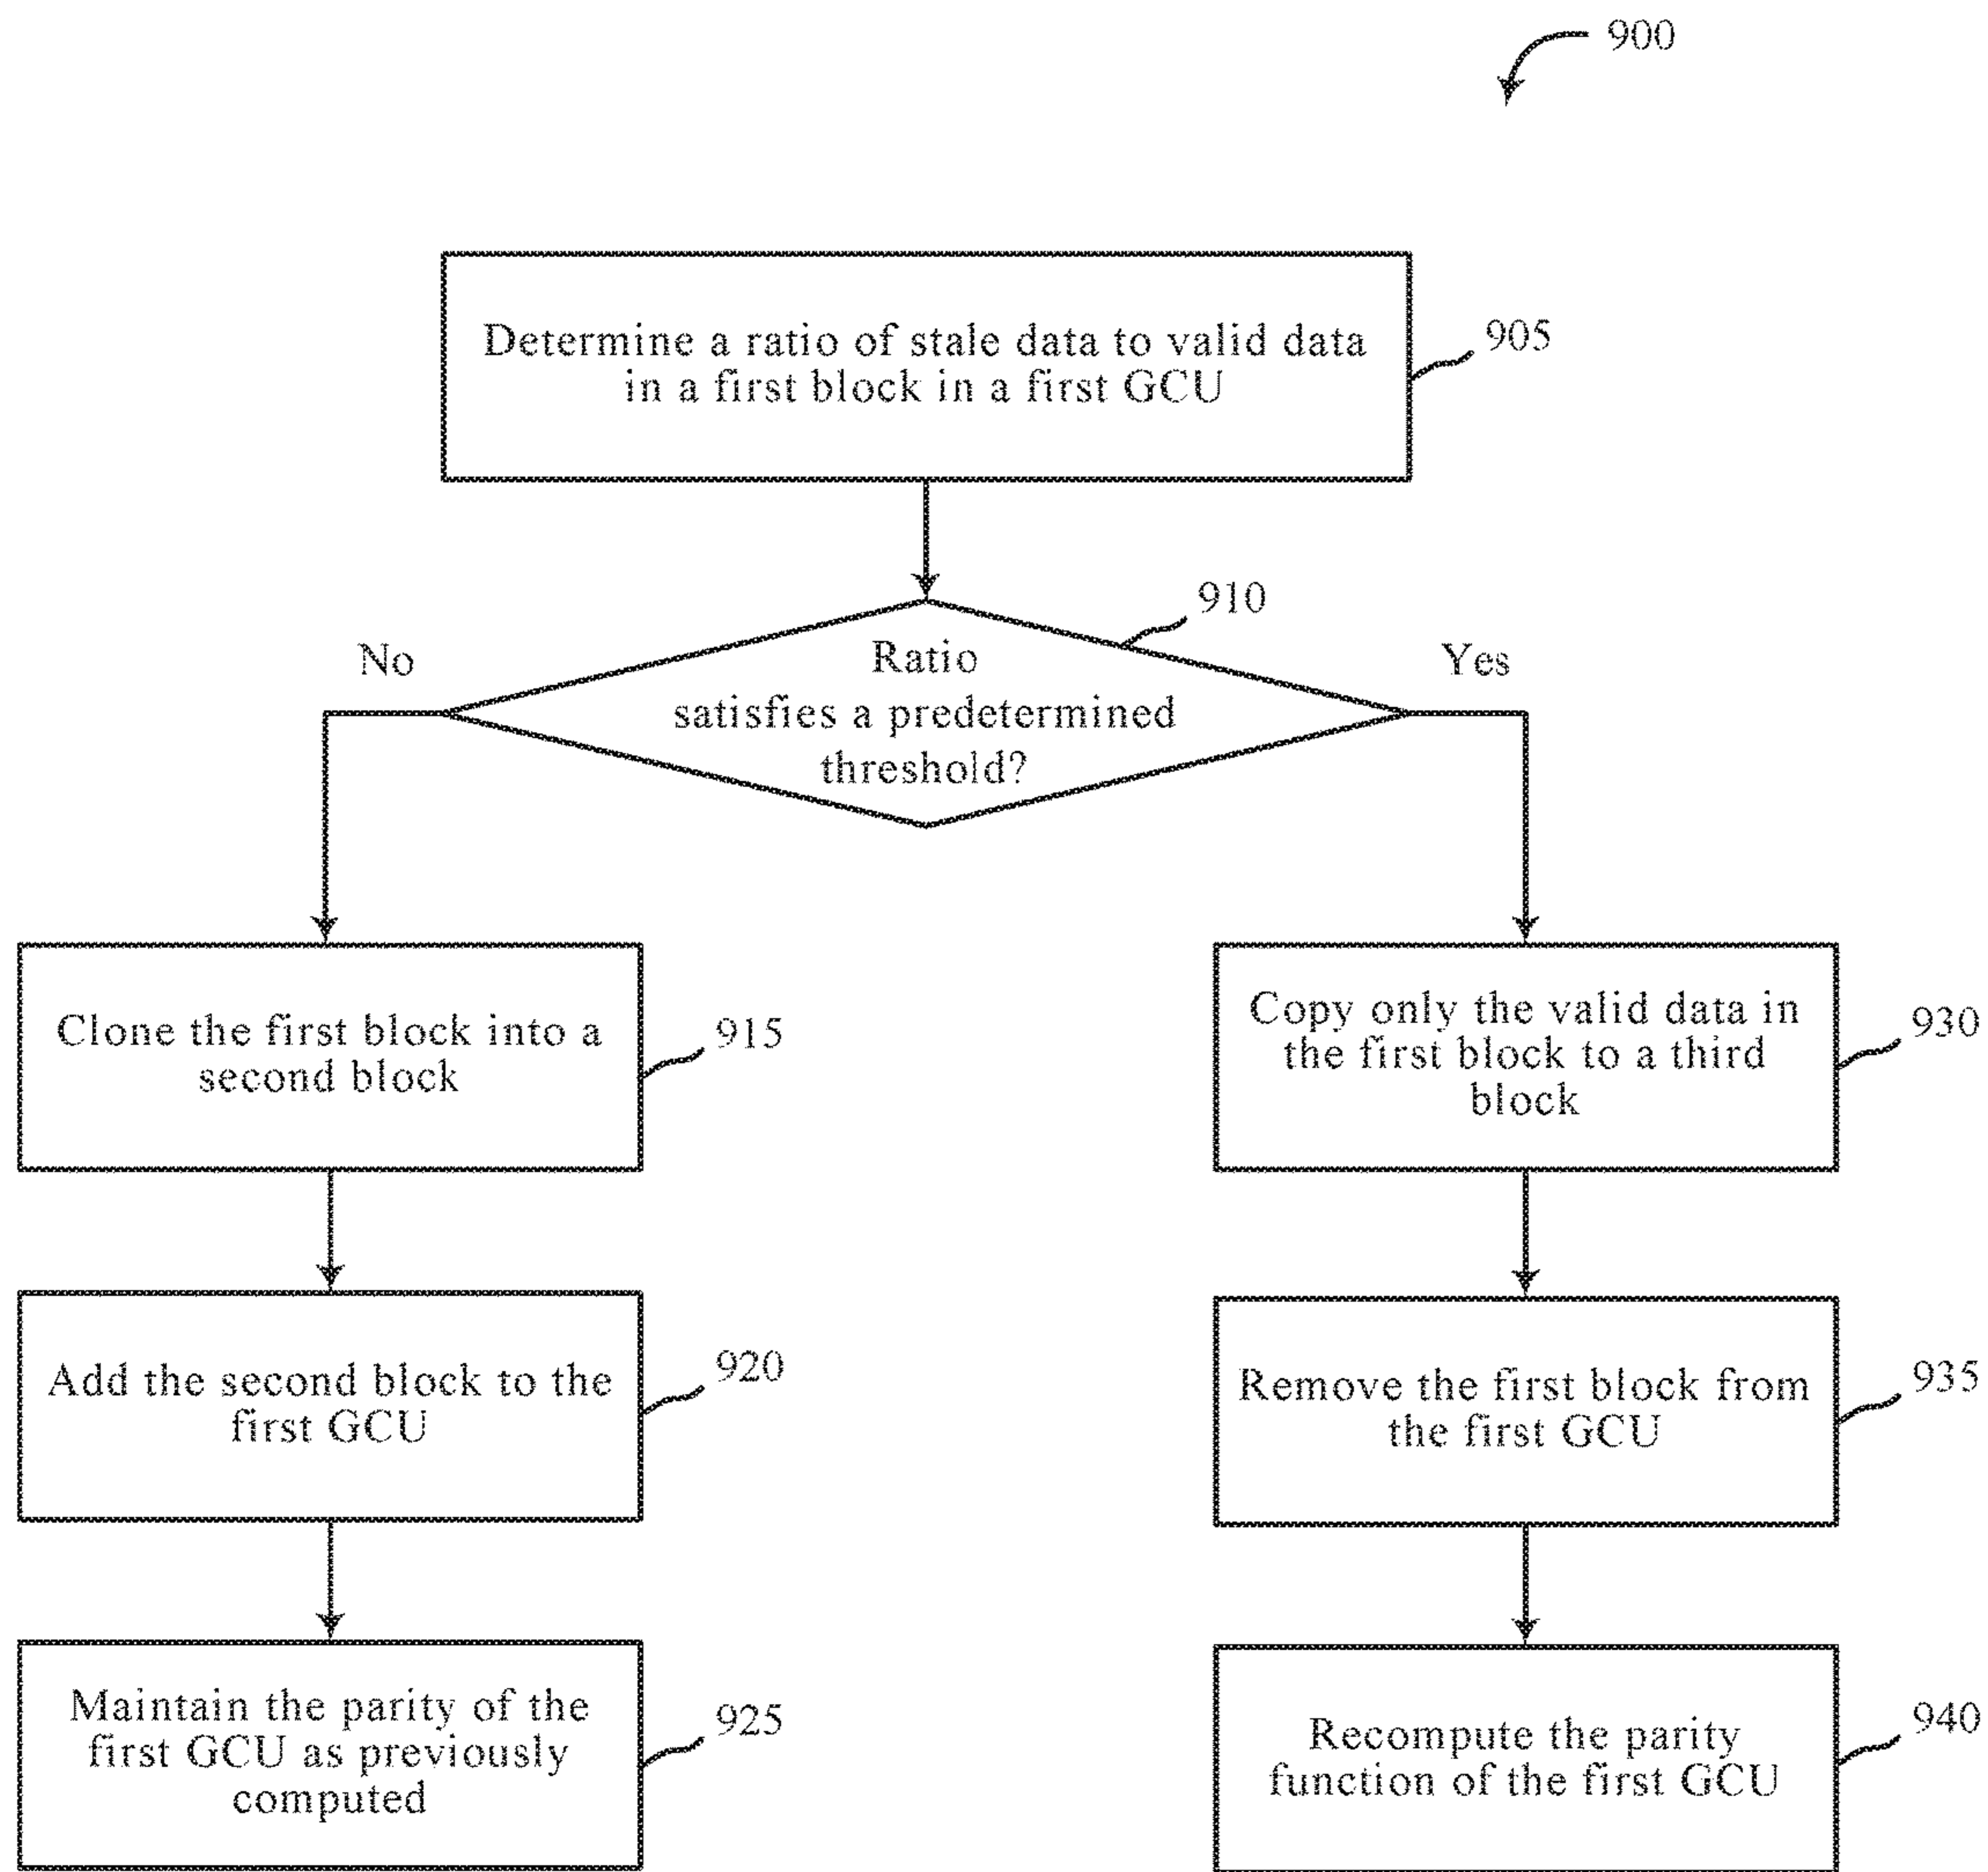 900
Determine a ratio of stale data to valid data
in a first block in a first GCU
905
910
No
Ratio
satisfies a predetermined
threshold?
Yes
Clone the first block into a
second block
915
Copy only the valid data in
the first block to a third
block
930
Add the second block to the
first GCU
920
Remove the first block from
the first GCU
935
Maintain the parity of the
first GCU as previously
computed
925
Recompute the parity
function of the first GCU
940